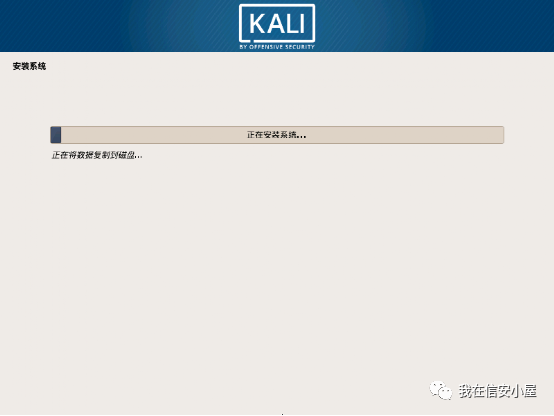 KALI
BY OFFENSIVE SECURITY
安装系统
正在安装系统...
正在将数据复制到磁盘...
我在信安小屋